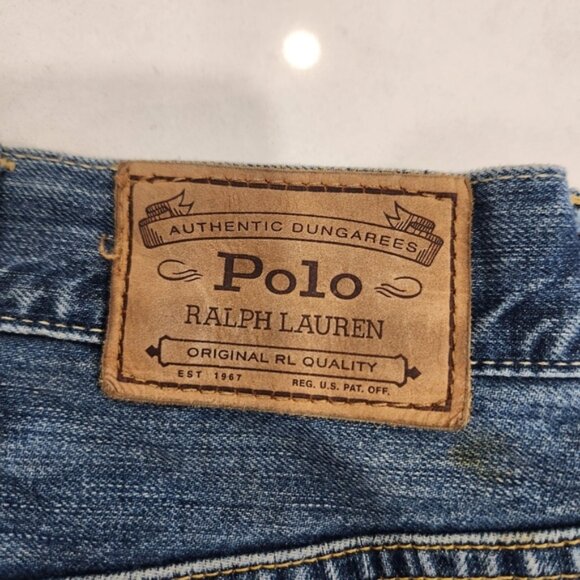 AUTHENTIC DUNGAREES
Polo
RALPH LAUREN
ORIGINAL RL QUALITY
EST 1967 REG. U.S. PAT. OFF.